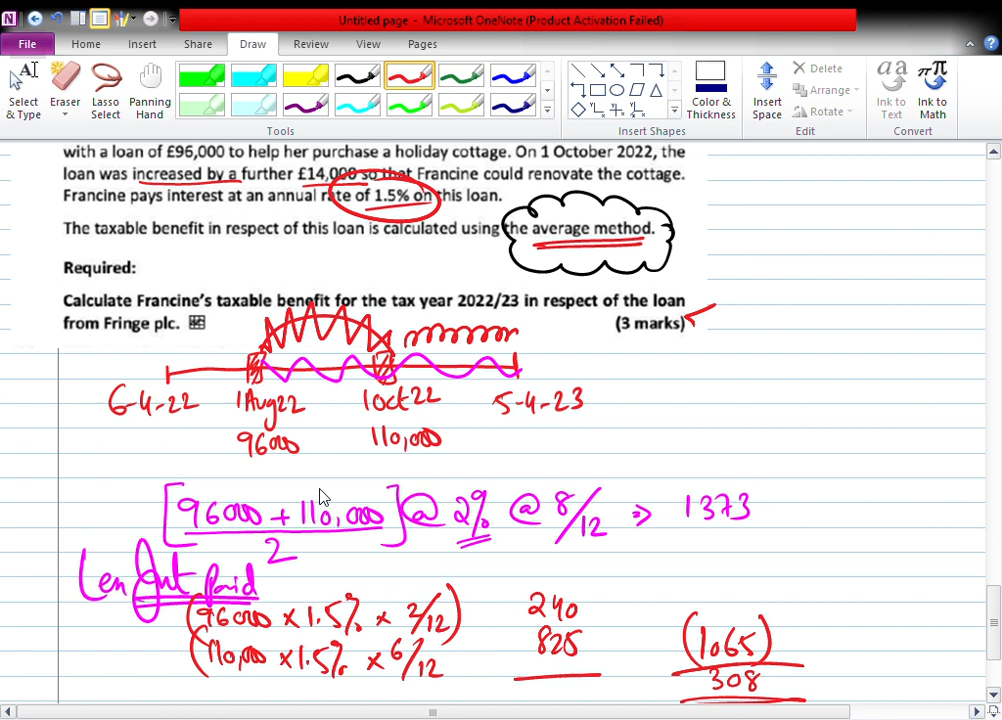 Untitled page - Microsoft OneNote (Product Activation Failed)
File Home Insert Share Draw Review View Pages
Select & Type Eraser Lasso Select Panning Hand Color & Thickness Insert Space Delete Arrange Rotate Ink to Text Ink to Math
Tools Insert Shapes Edit Convert
with a loan of £96,000 to help her purchase a holiday cottage. On 1 October 2022, the
loan was increased by a further £14,000 so that Francine could renovate the cottage.
Francine pays interest at an annual rate of 1.5% on this loan.
The taxable benefit in respect of this loan is calculated using the average method.
Required:
Calculate Francine's taxable benefit for the tax year 2022/23 in respect of the loan
from Fringe plc. (3 marks)
6-4-22 1Aug22 1Oct22 5-4-23
96000 110,000
[96000 + 110,000] @ 2% @ 8/12 => 1373
2
Len Int paid
(96000 x 1.5% x 2/12) 240
(110,000 x 1.5% x 6/12 825 (1065)
308